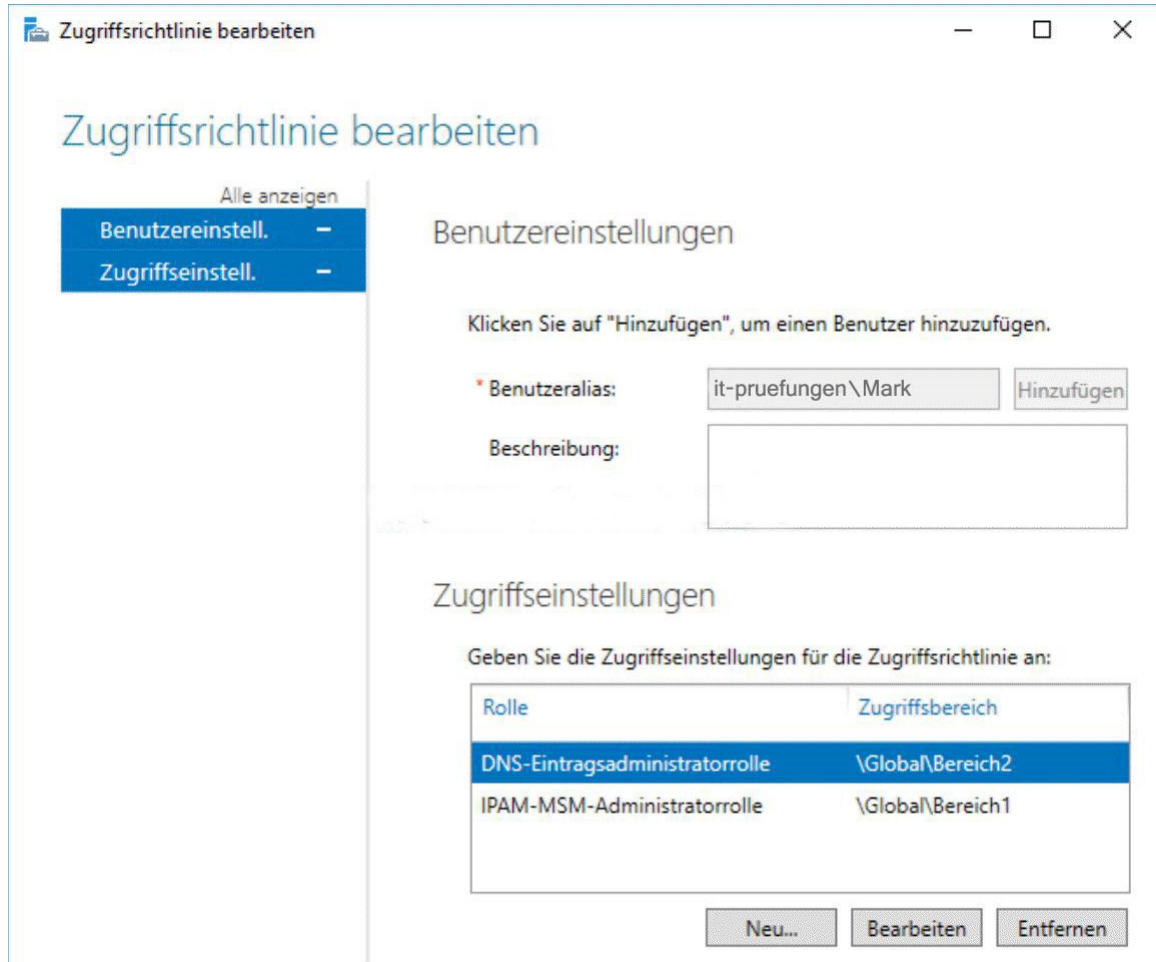 Zugriffsrichtlinie bearbeiten
Zugriffsrichtlinie bearbeiten
Alle anzeigen
Benutzereinstell.
Zugriffseinstell.
Benutzereinstellungen
Klicken Sie auf "Hinzufügen", um einen Benutzer hinzuzufügen.
* Benutzeralias: it-pruefungen\Mark Hinzufügen
Beschreibung:
Zugriffseinstellungen
Geben Sie die Zugriffseinstellungen für die Zugriffsrichtlinie an:
Rolle Zugriffsbereich
DNS-Eintragsadministratorrolle \Global\Bereich2
IPAM-MSM-Administratorrolle \Global\Bereich1
Neu... Bearbeiten Entfernen